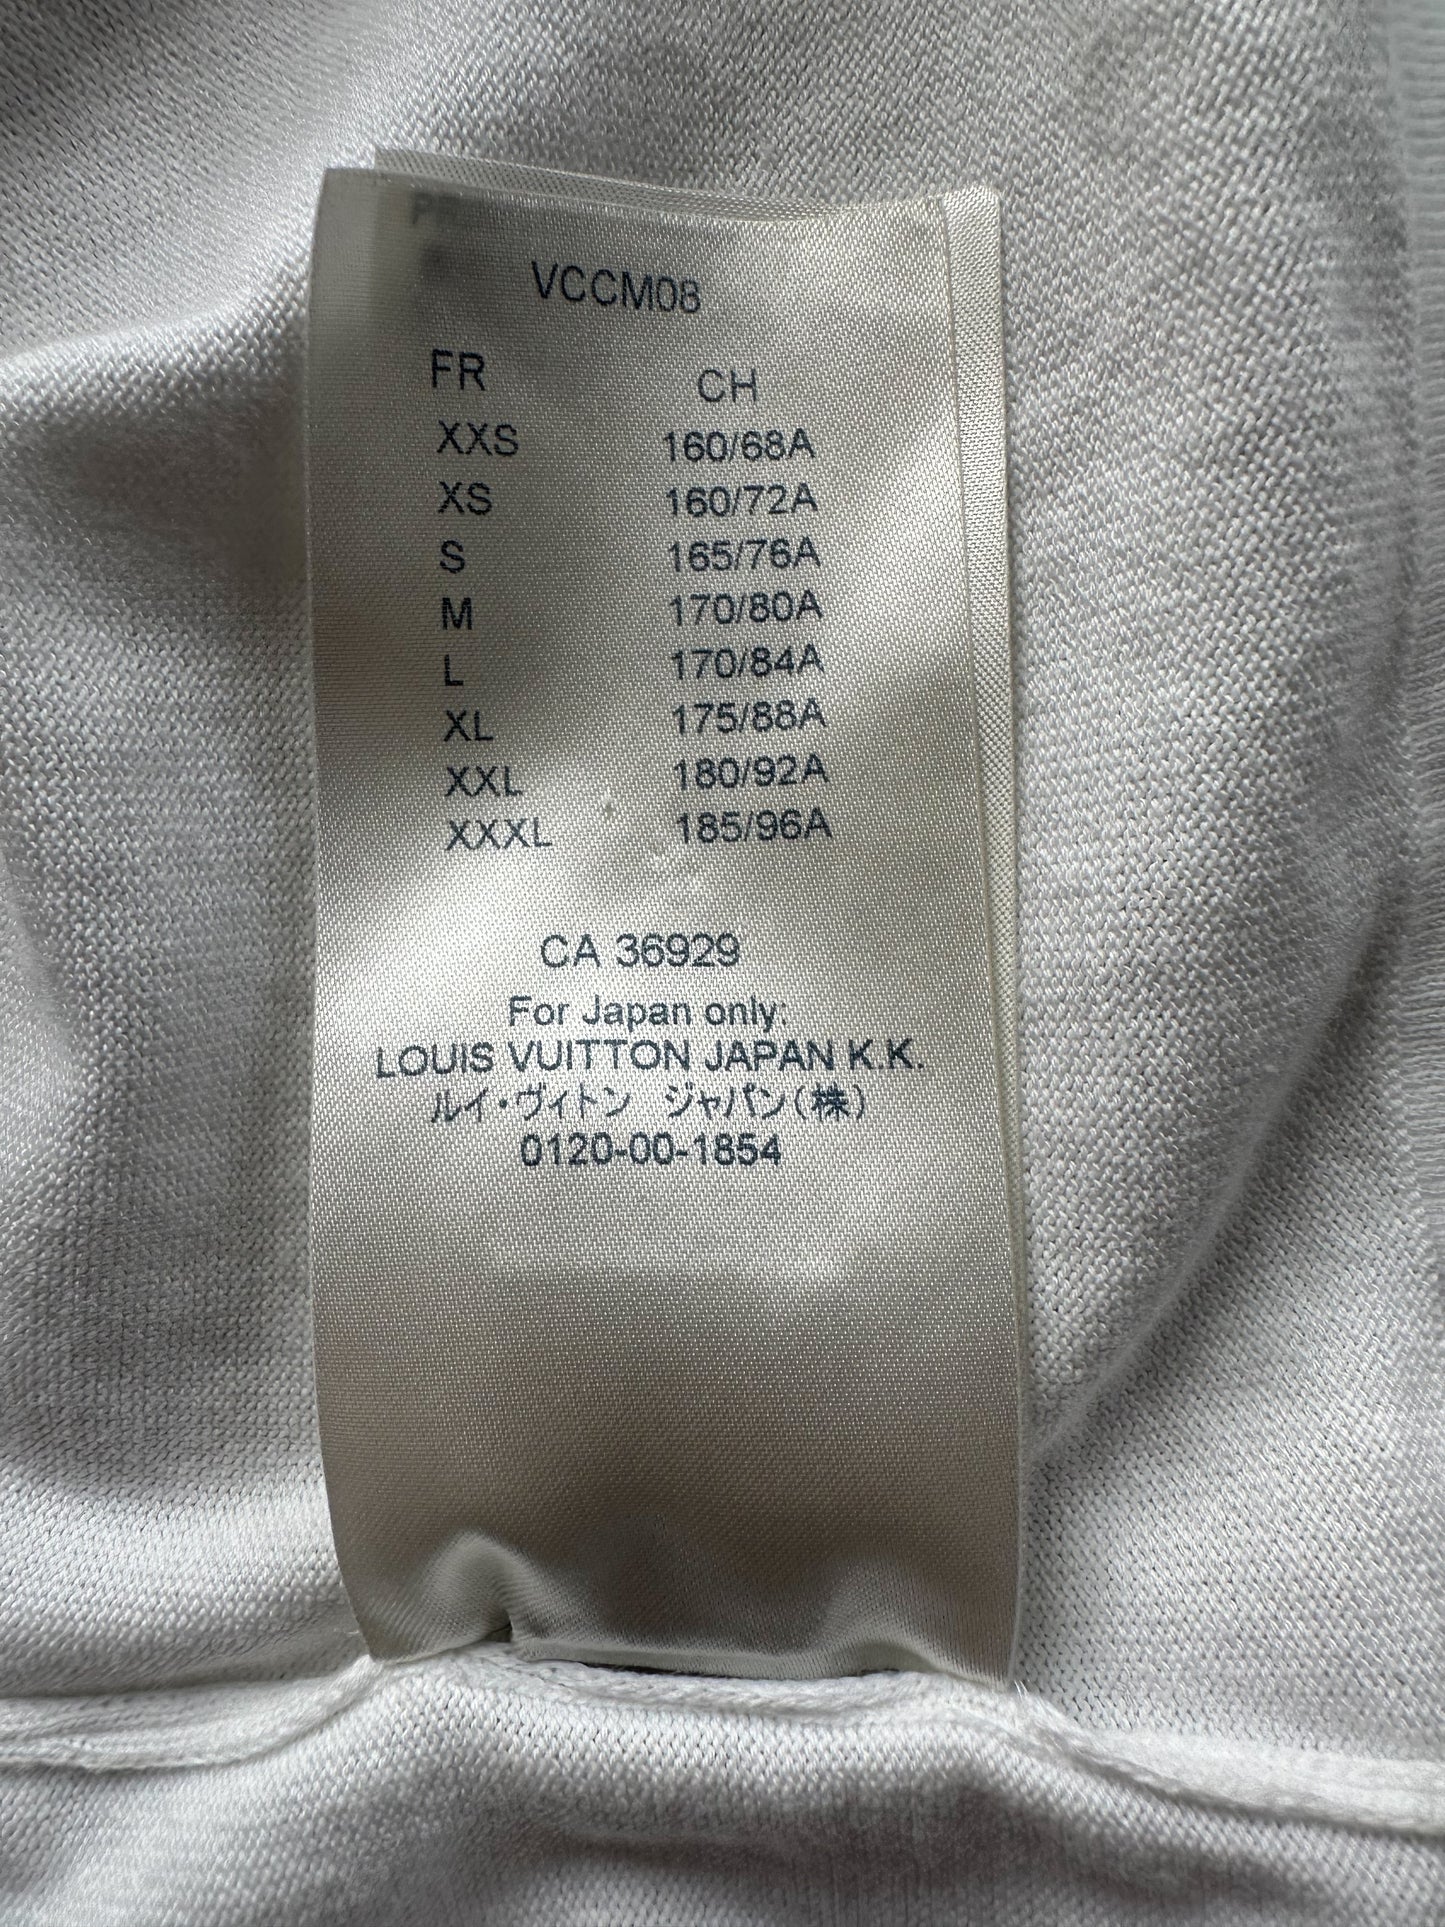 VCCM08
FR CH
XXS 160/68A
XS 160/72A
S 165/76A
M 170/80A
L 170/84A
XL 175/88A
XXL 180/92A
XXXL 185/96A
CA 36929
For Japan only:
LOUIS VUITTON JAPAN K.K.
ルイ・ヴィトン ジャパン(株)
0120-00-1854